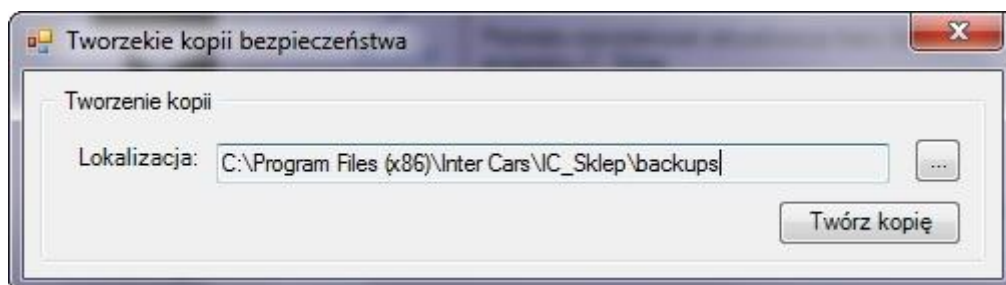 Tworzekie kopii bezpieczeństwa
Tworzenie kopii
Lokalizacja: C:\Program Files (x86)\Inter Cars\IC_Sklep\backups ...
Twórz kopię